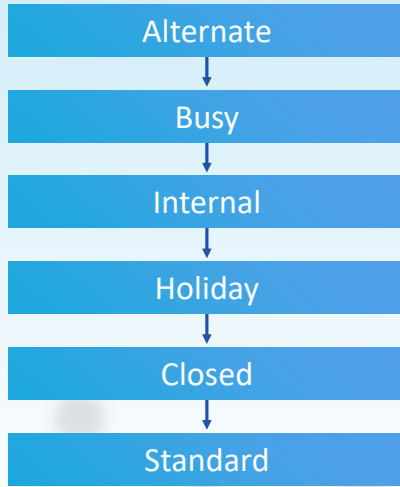 Alternate
Busy
Internal
Holiday
Closed
Standard